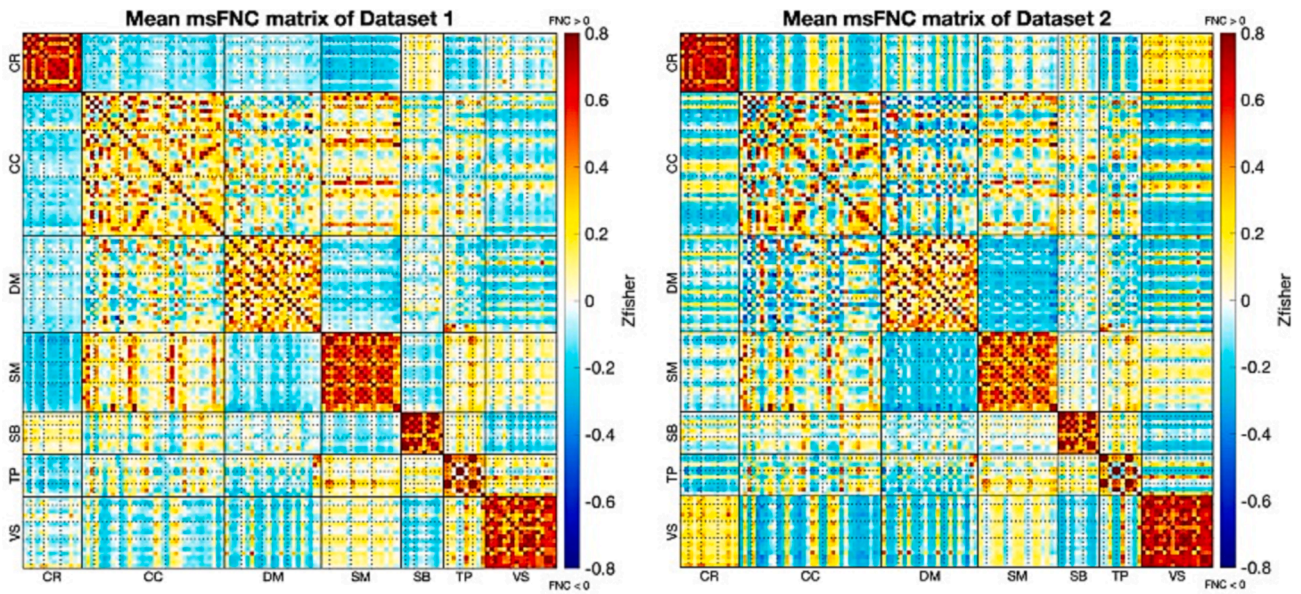 Mean msFNC matrix of Dataset 1
FNC > 0
CR
CC
DM
SM
SB
TP
VS
CR CC DM SM SB TP VS
0.8
0.6
0.4
0.2
0
-0.2
-0.4
-0.6
-0.8
Zfisher
FNC < 0
Mean msFNC matrix of Dataset 2
FNC > 0
CR
CC
DM
SM
SB
TP
VS
CR CC DM SM SB TP VS
0.8
0.6
0.4
0.2
0
-0.2
-0.4
-0.6
-0.8
Zfisher
FNC < 0